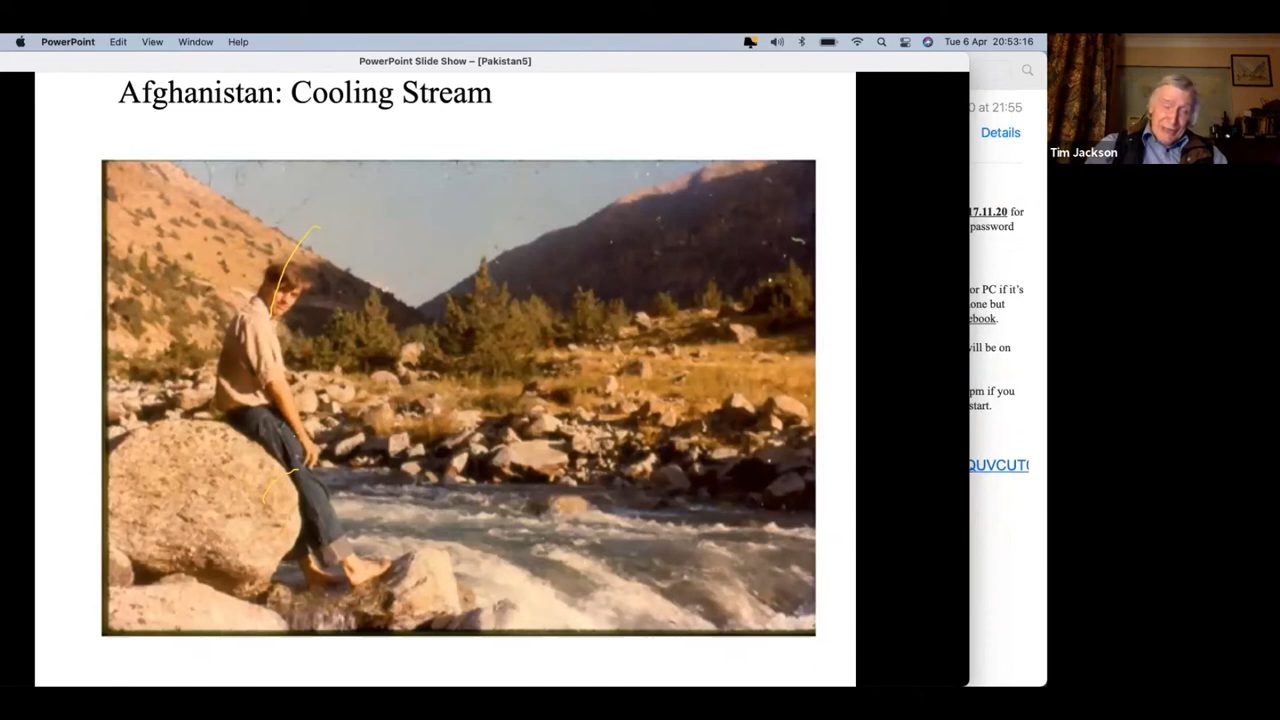 PowerPoint Edit View Window Help Tue 6 Apr 20:53:16
PowerPoint Slide Show – [Pakistan5]
Afghanistan: Cooling Stream
0 at 21:55
Details
17.11.20 for
password
or PC if it's
one but
ebook.
will be on
pm if you
start.
QUVCUT
Tim Jackson